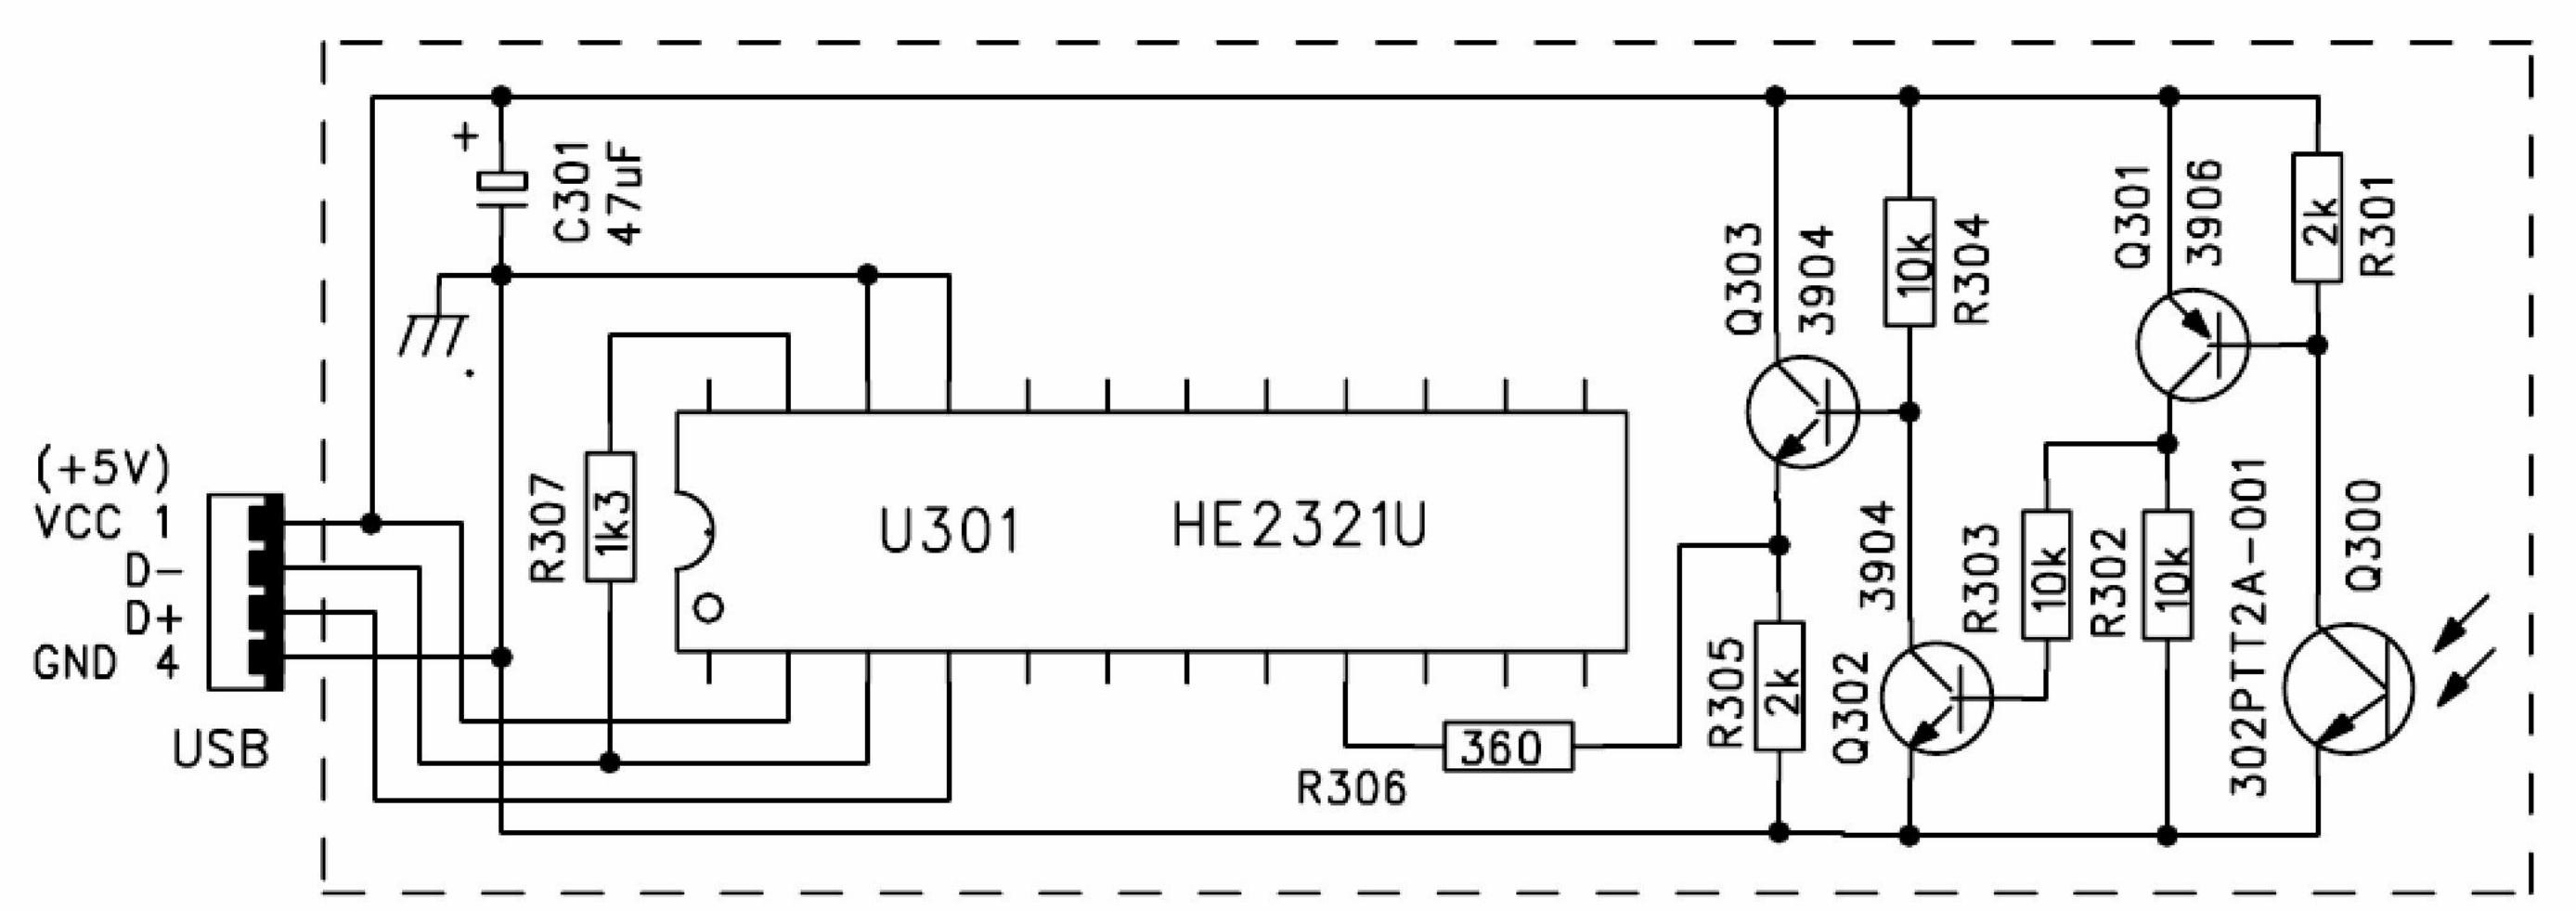 +
C301
47uF
(+5V)
VCC 1
D-
D+
GND 4
USB
R307
1k3
U301
HE2321U
R306
360
Q303
3904
10k
R304
Q301
3906
2k
R301
R305
2k
Q302
3904
R303
10k
R302
10k
302PTT2A-001
Q300